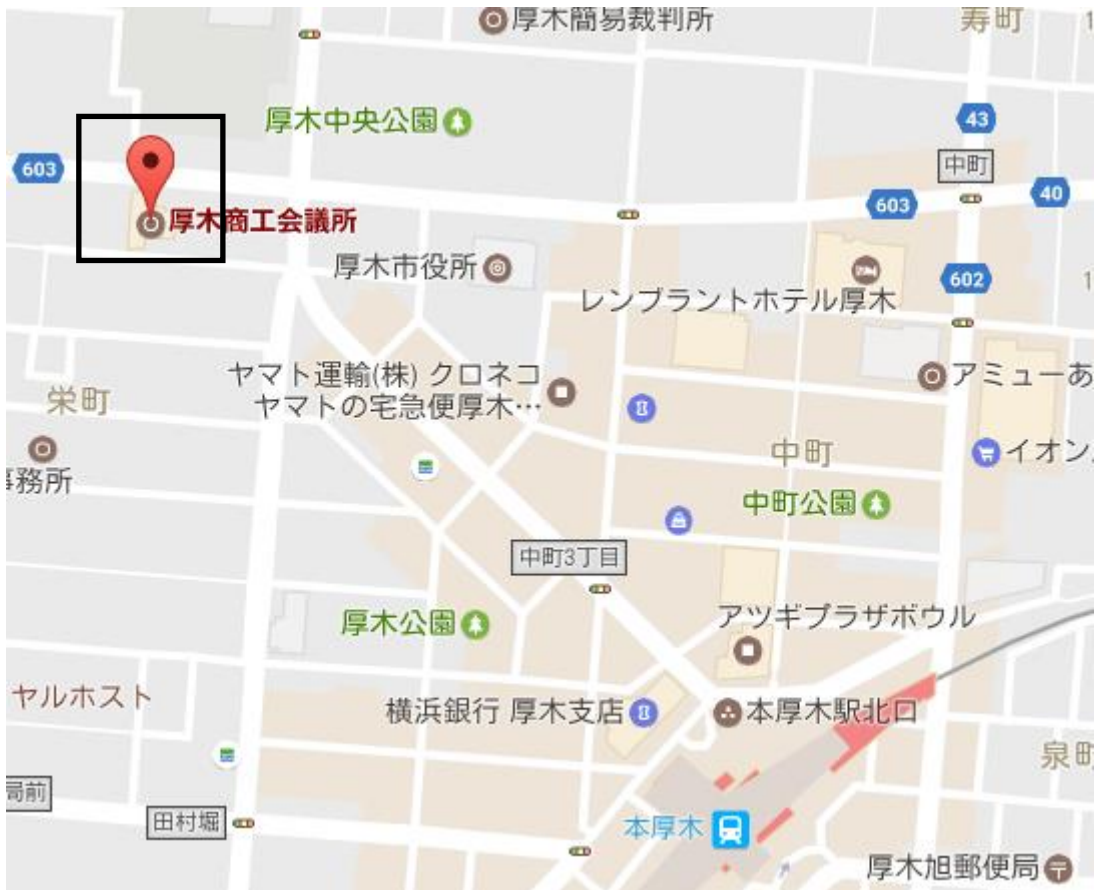 厚木簡易裁判所
寿町
厚木中央公園
43
603
中町
603
40
厚木商工会議所
厚木市役所
602
レンブラントホテル厚木
ヤマト運輸(株) クロネコ
ヤマトの宅急便厚木…
アミューあ
栄町
中町
イオン
務所
中町公園
中町3丁目
厚木公園
アツギプラザボウル
ヤルホスト
横浜銀行 厚木支店
本厚木駅北口
泉町
局前
田村堀
本厚木
厚木旭郵便局